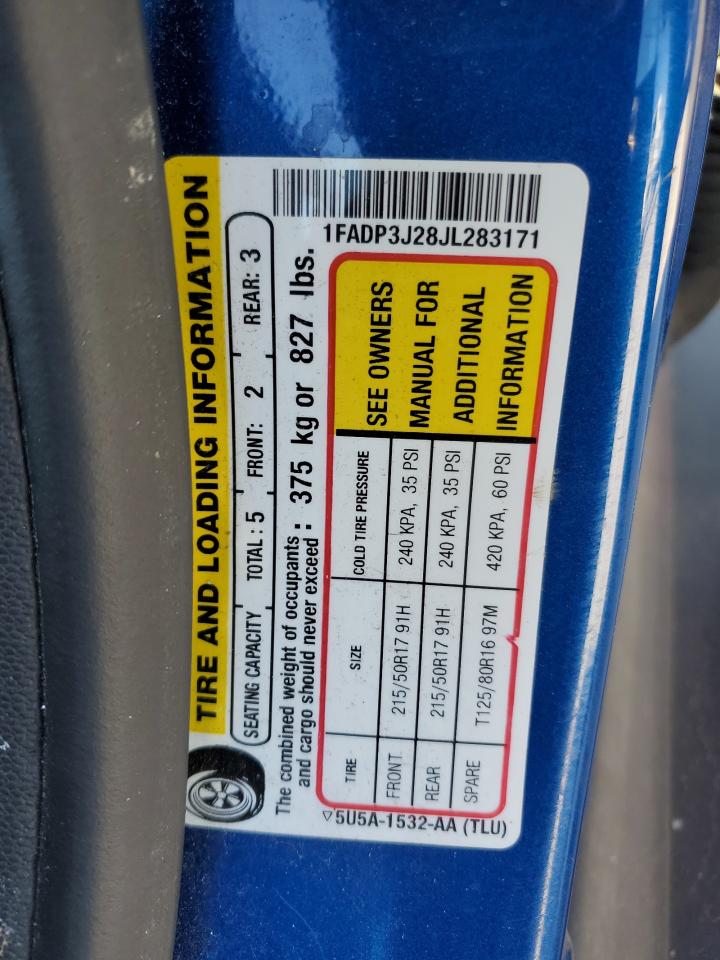 TIRE AND LOADING INFORMATION
SEATING CAPACITY TOTAL: 5 FRONT: 2 REAR: 3
The combined weight of occupants
and cargo should never exceed : 375 kg or 827 lbs.
TIRE SIZE COLD TIRE PRESSURE
FRONT 215/50R17 91H 240 KPA, 35 PSI
REAR 215/50R17 91H 240 KPA, 35 PSI
SPARE T125/80R16 97M 420 KPA, 60 PSI
SEE OWNERS
MANUAL FOR
ADDITIONAL
INFORMATION
1FADP3J28JL283171
▽5U5A-1532-AA (TLU)